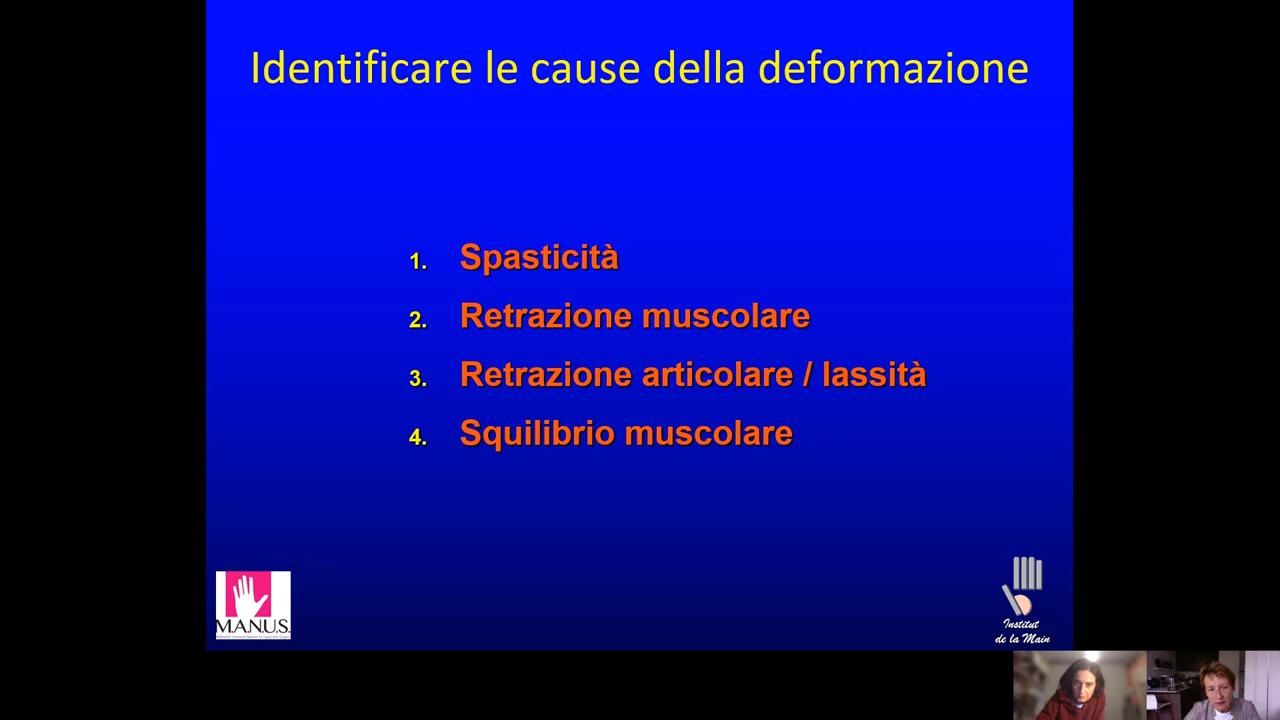 Identificare le cause della deformazione
1. Spasticità
2. Retrazione muscolare
3. Retrazione articolare / lassità
4. Squilibrio muscolare
M.A.N.U.S.
Institut
de la Main